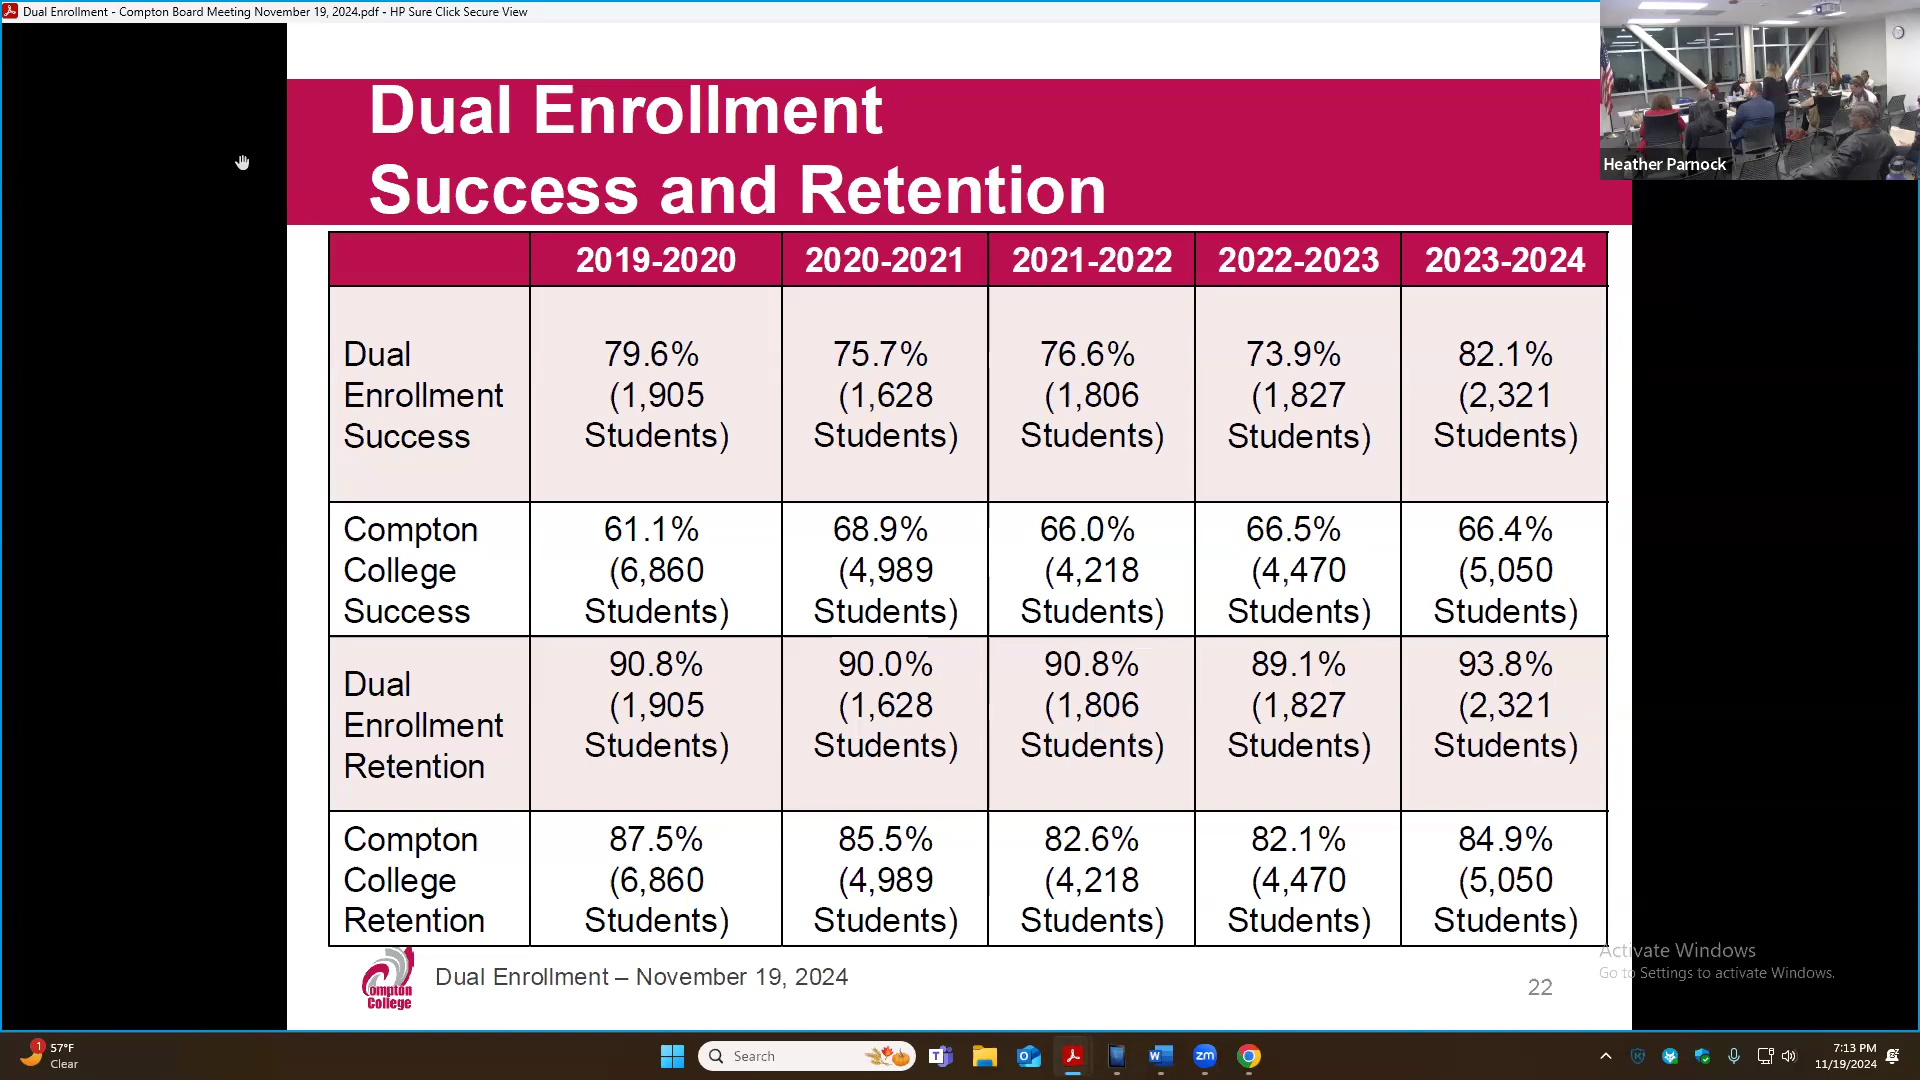 Dual Enrollment - Compton Board Meeting November 19, 2024.pdf - HP Sure Click Secure View
Heather Parnock
Dual Enrollment
Success and Retention
2019-2020 2020-2021 2021-2022 2022-2023 2023-2024
Dual 79.6% 75.7% 76.6% 73.9% 82.1%
Enrollment (1,905 (1,628 (1,806 (1,827 (2,321
Success Students) Students) Students) Students) Students)
Compton 61.1% 68.9% 66.0% 66.5% 66.4%
College (6,860 (4,989 (4,218 (4,470 (5,050
Success Students) Students) Students) Students) Students)
90.8% 90.0% 90.8% 89.1% 93.8%
Dual (1,905 (1,628 (1,806 (1,827 (2,321
Enrollment Students) Students) Students) Students) Students)
Retention
Compton 87.5% 85.5% 82.6% 82.1% 84.9%
College (6,860 (4,989 (4,218 (4,470 (5,050
Retention Students) Students) Students) Students) Students)
Compton
College
Dual Enrollment – November 19, 2024
22
Activate Windows
Go to Settings to activate Windows.
1
57°F
Clear
Search
zm
7:13 PM
11/19/2024